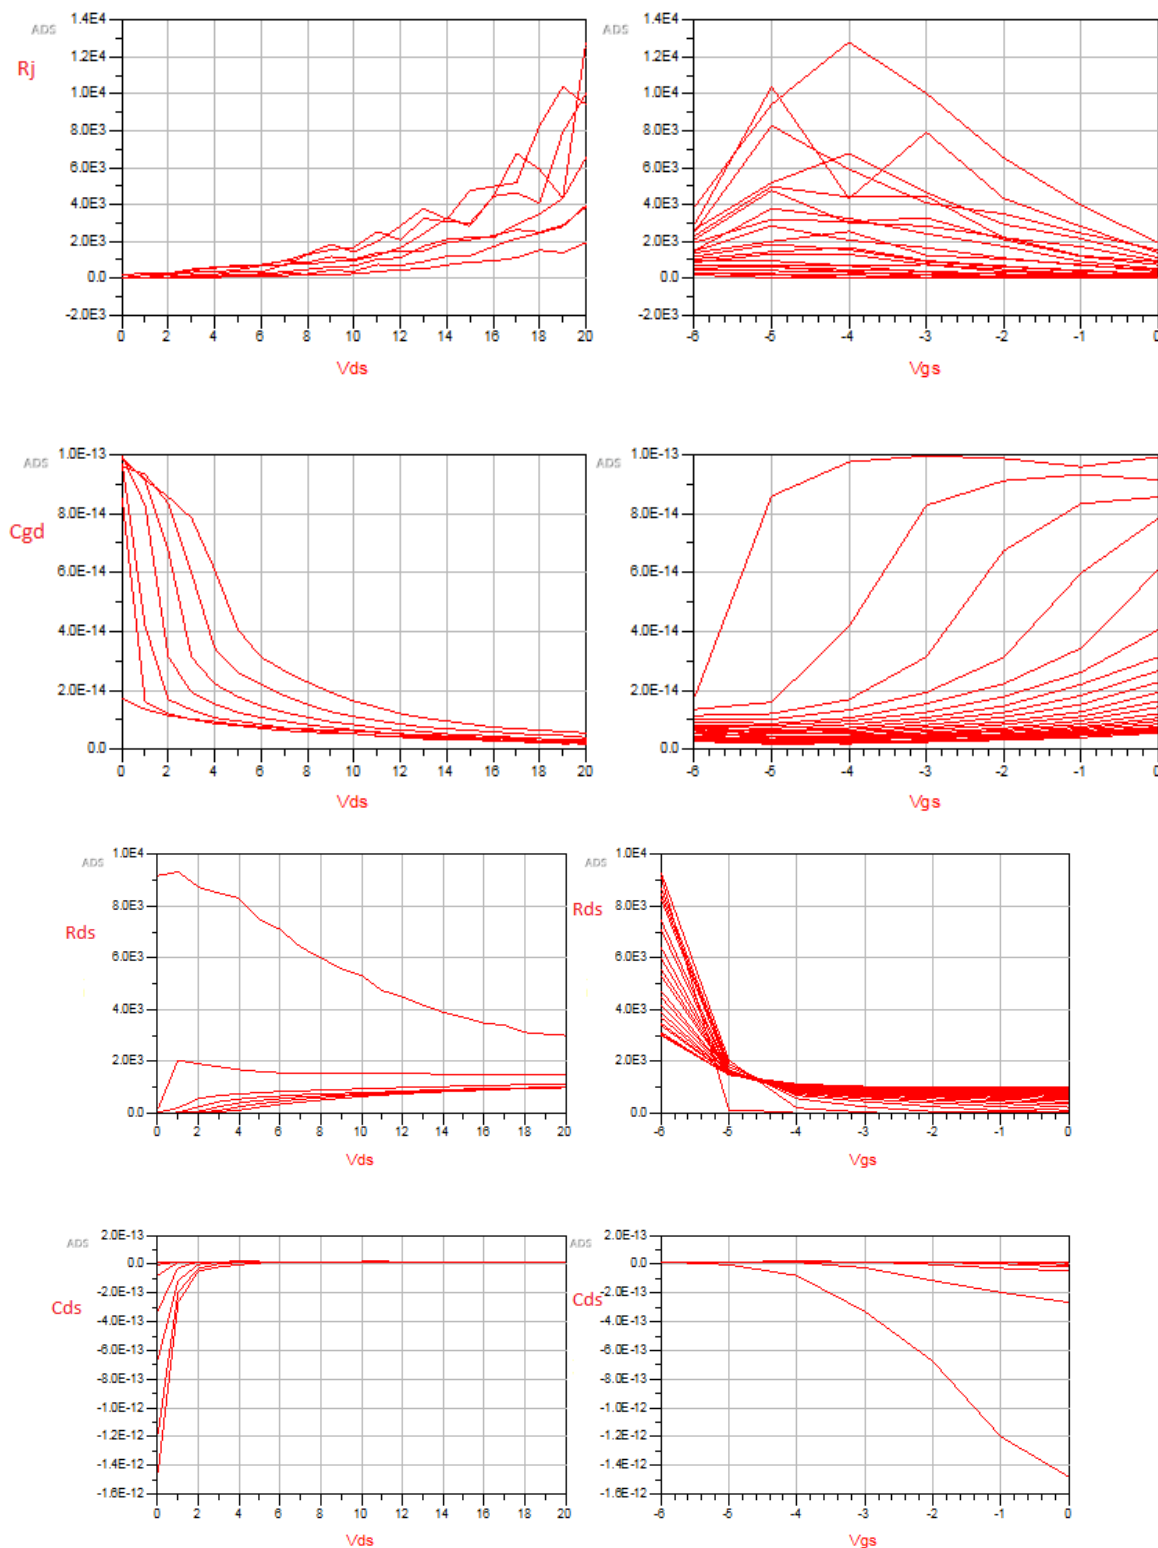 ADS
Rj
1.4E4
1.2E4
1.0E4
8.0E3
6.0E3
4.0E3
2.0E3
0.0
-2.0E3
0 2 4 6 8 10 12 14 16 18 20
Vds
ADS
1.4E4
1.2E4
1.0E4
8.0E3
6.0E3
4.0E3
2.0E3
0.0
-2.0E3
-6 -5 -4 -3 -2 -1 0
Vgs
ADS
Cgd
1.0E-13
8.0E-14
6.0E-14
4.0E-14
2.0E-14
0.0
0 2 4 6 8 10 12 14 16 18 20
Vds
ADS
1.0E-13
8.0E-14
6.0E-14
4.0E-14
2.0E-14
0.0
-6 -5 -4 -3 -2 -1 0
Vgs
ADS
Rds
1.0E4
8.0E3
6.0E3
4.0E3
2.0E3
0.0
0 2 4 6 8 10 12 14 16 18 20
Vds
ADS
Rds
1.0E4
8.0E3
6.0E3
4.0E3
2.0E3
0.0
-6 -5 -4 -3 -2 -1 0
Vgs
ADS
Cds
2.0E-13
0.0
-2.0E-13
-4.0E-13
-6.0E-13
-8.0E-13
-1.0E-12
-1.2E-12
-1.4E-12
-1.6E-12
0 2 4 6 8 10 12 14 16 18 20
Vds
ADS
Cds
2.0E-13
0.0
-2.0E-13
-4.0E-13
-6.0E-13
-8.0E-13
-1.0E-12
-1.2E-12
-1.4E-12
-1.6E-12
-6 -5 -4 -3 -2 -1 0
Vgs